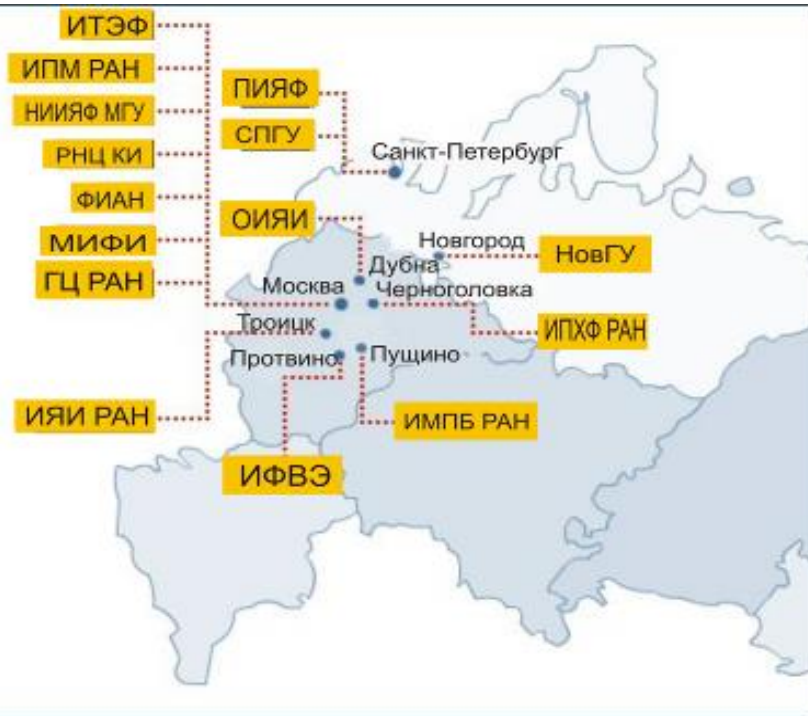 ИТЭФ
ИПМ РАН
НИИЯФ МГУ
РНЦ КИ
ФИАН
МИФИ
ГЦ РАН
ПИЯФ
СПГУ
Санкт-Петербург
ОИЯИ
Новгород
НовГУ
Дубна
Москва
Черноголовка
Троицк
ИПХФ РАН
Протвино
Пущино
ИЯИ РАН
ИМПБ РАН
ИФВЭ